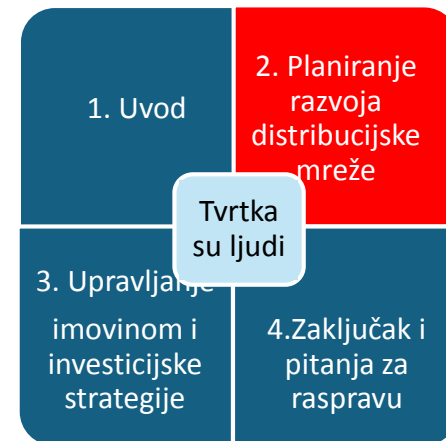 1. Uvod
2. Planiranje
razvoja
distribucijske
mreže
Tvrtka
su ljudi
3. Upravljanje
imovinom i
investicijske
strategije
4.Zaključak i
pitanja za
raspravu